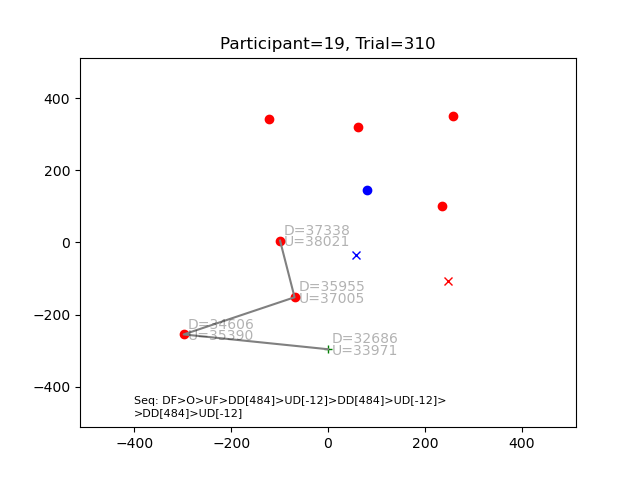 Participant=19, Trial=310
400
200
0
−200
−400
D=37338
U=38021
D=35955
U=37005
D=34606
U=35390
D=32686
U=33971
Seq: DF>O>UF>DD[484]>UD[-12]>DD[484]>UD[-12]>
>DD[484]>UD[-12]
−400 −200 0 200 400